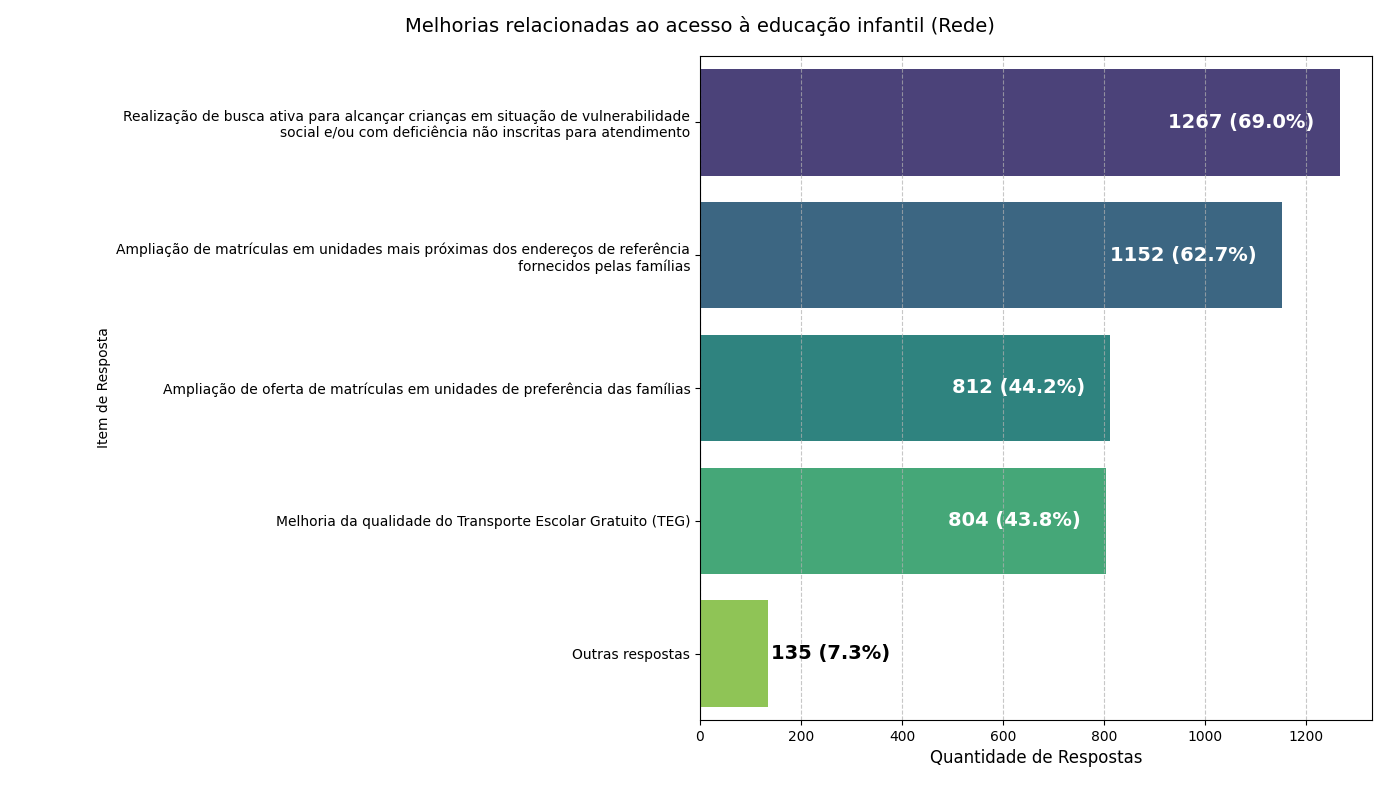 Melhorias relacionadas ao acesso à educação infantil (Rede)
Item de Resposta
Realização de busca ativa para alcançar crianças em situação de vulnerabilidade
social e/ou com deficiência não inscritas para atendimento
1267 (69.0%)
Ampliação de matrículas em unidades mais próximas dos endereços de referência
fornecidos pelas famílias
1152 (62.7%)
Ampliação de oferta de matrículas em unidades de preferência das famílias
812 (44.2%)
Melhoria da qualidade do Transporte Escolar Gratuito (TEG)
804 (43.8%)
Outras respostas
135 (7.3%)
0 200 400 600 800 1000 1200
Quantidade de Respostas